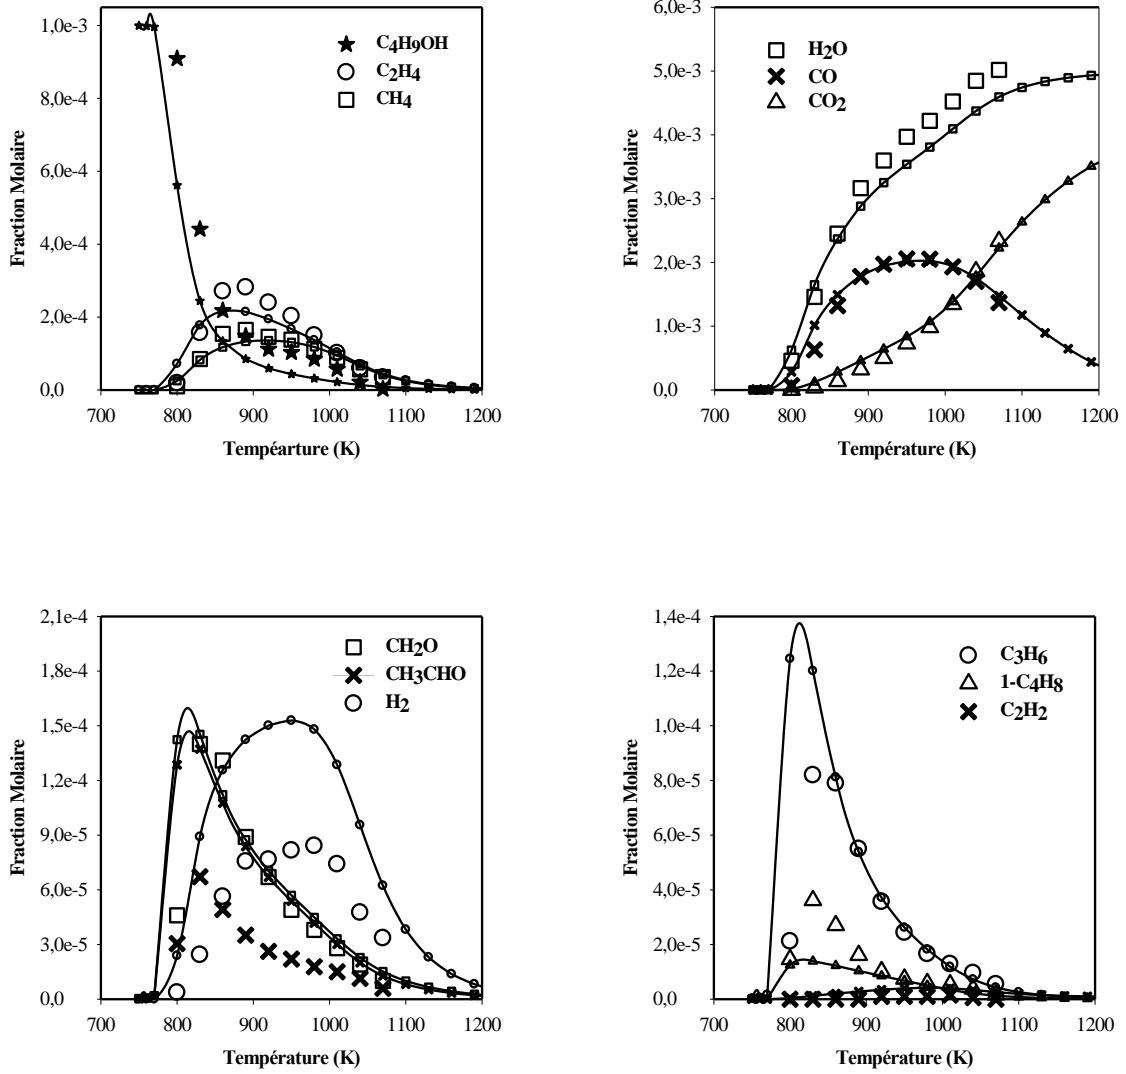 1,0e-3
8,0e-4
6,0e-4
4,0e-4
2,0e-4
0,0
Fraction Molaire
C4H9OH
C2H4
CH4
700 800 900 1000 1100 1200
Tempéarture (K)
6,0e-3
5,0e-3
4,0e-3
3,0e-3
2,0e-3
1,0e-3
0,0
Fraction Molaire
H2O
CO
CO2
700 800 900 1000 1100 1200
Température (K)
2,1e-4
1,8e-4
1,5e-4
1,2e-4
9,0e-5
6,0e-5
3,0e-5
0,0
Fraction Molaire
CH2O
CH3CHO
H2
700 800 900 1000 1100 1200
Température (K)
1,4e-4
1,2e-4
1,0e-4
8,0e-5
6,0e-5
4,0e-5
2,0e-5
0,0
Fraction Molaire
C3H6
1-C4H8
C2H2
700 800 900 1000 1100 1200
Température (K)